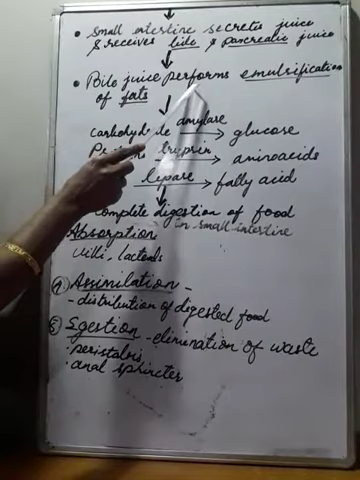 • Small intestine secrets juice
& receives bile & pancreatic juice
• Bile juice performs emulsification
of fats
amylase
carbohyd → glucose
trypsin
→ aminoacids
lipase → fatty acid
complete digestion of food
in small intestine
Absorption
villi, lacteals
Assimilation -
- distribution of digested food
Egestion - elimination of waste
• peristalsis
• anal sphincter